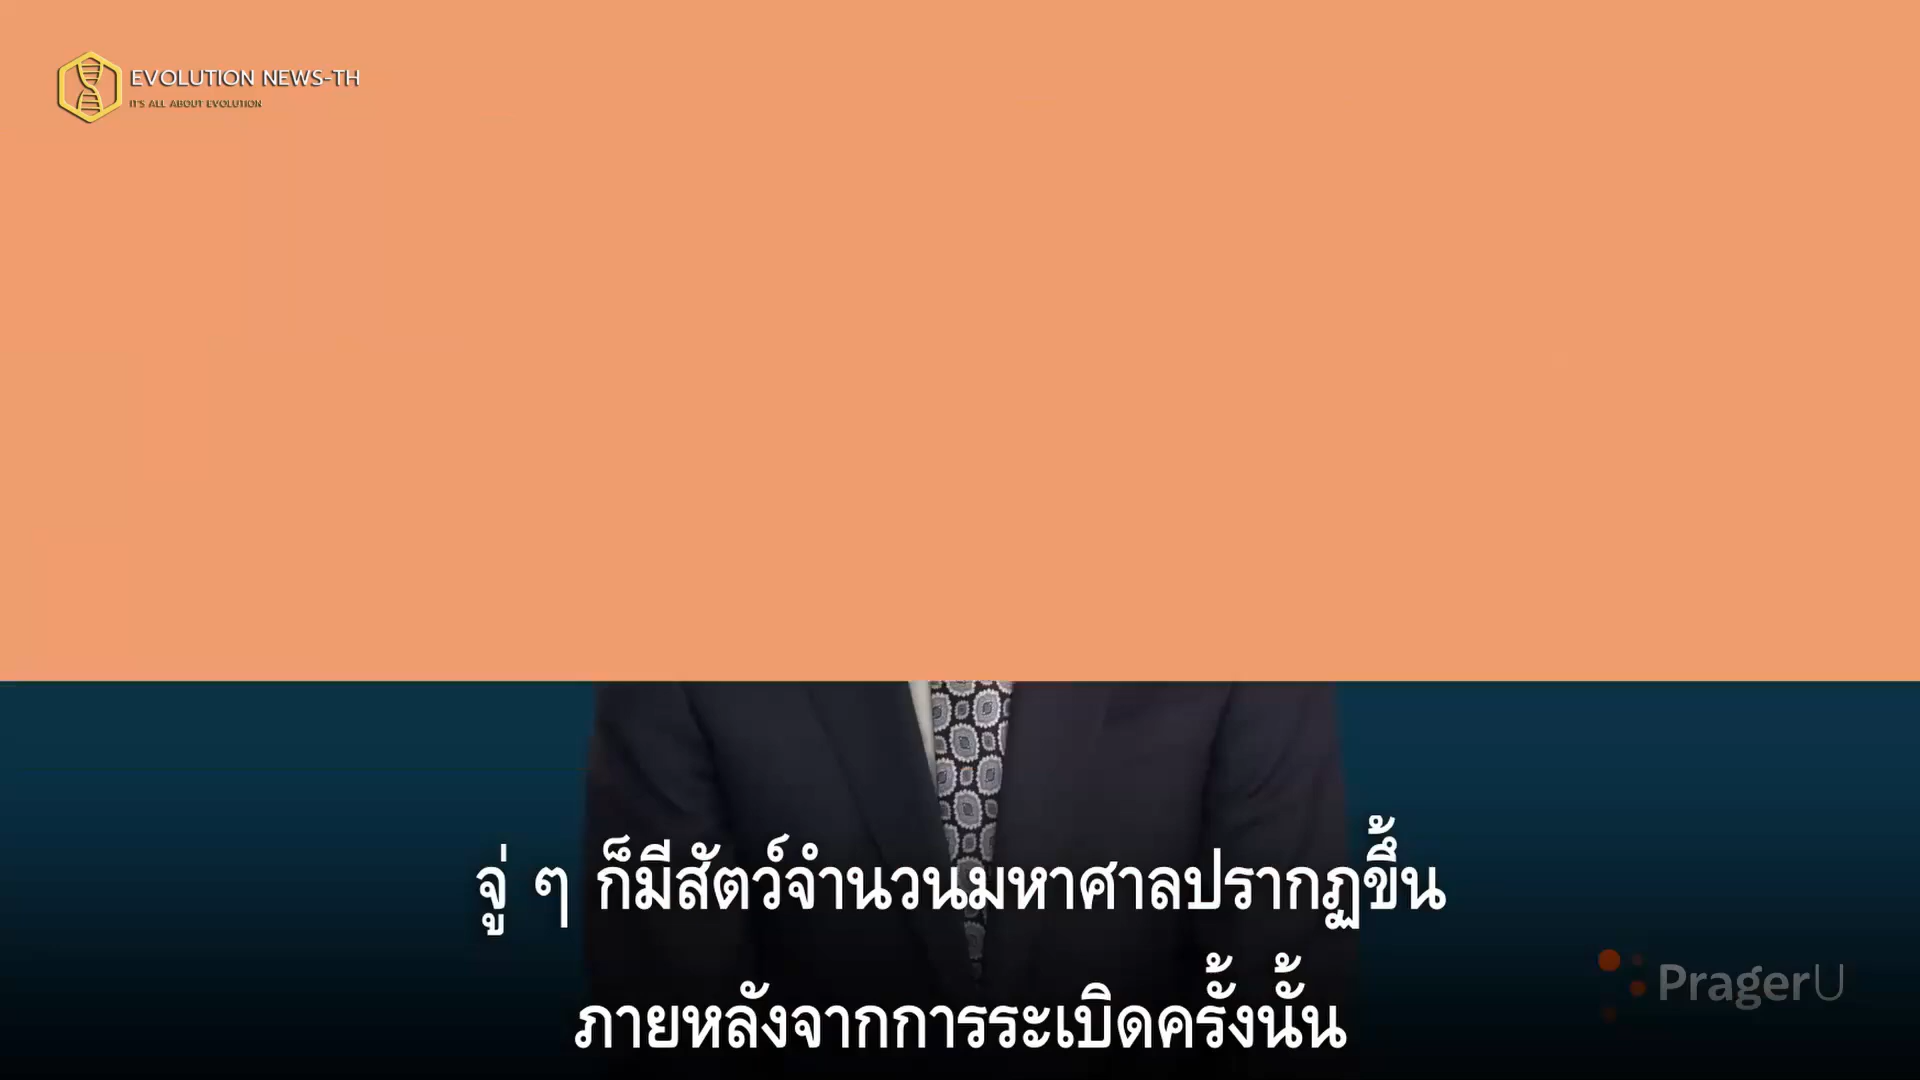 EVOLUTION NEWS-TH
IT'S ALL ABOUT EVOLUTION
จู่ ๆ ก็มีสัตว์จำนวนมหาศาลปรากฏขึ้น
ภายหลังจากการระเบิดครั้งนั้น
PragerU